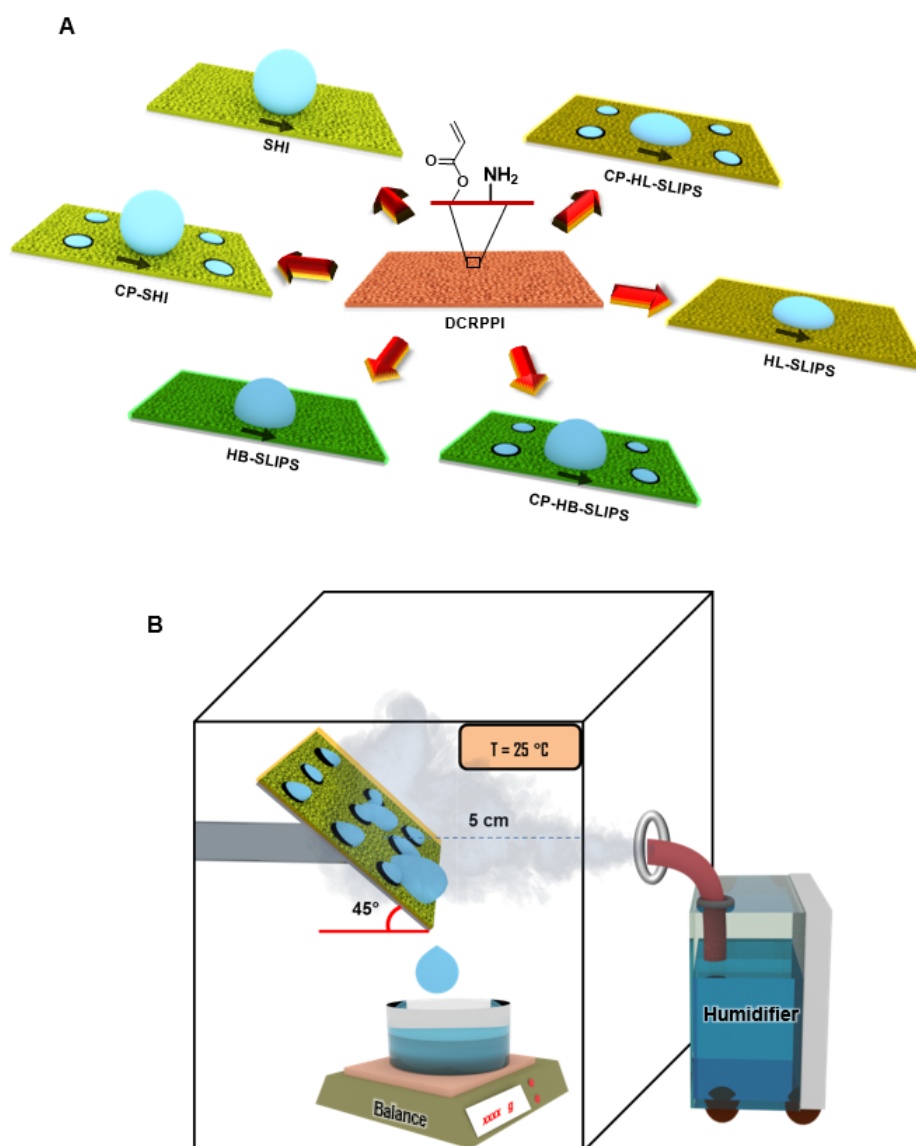 A
SHI
CP-HL-SLIPS
O
O
NH₂
CP-SHI
DCRPPI
HL-SLIPS
HB-SLIPS
CP-HB-SLIPS
B
T = 25 °C
5 cm
45°
Humidifier
Balance
xxxx g